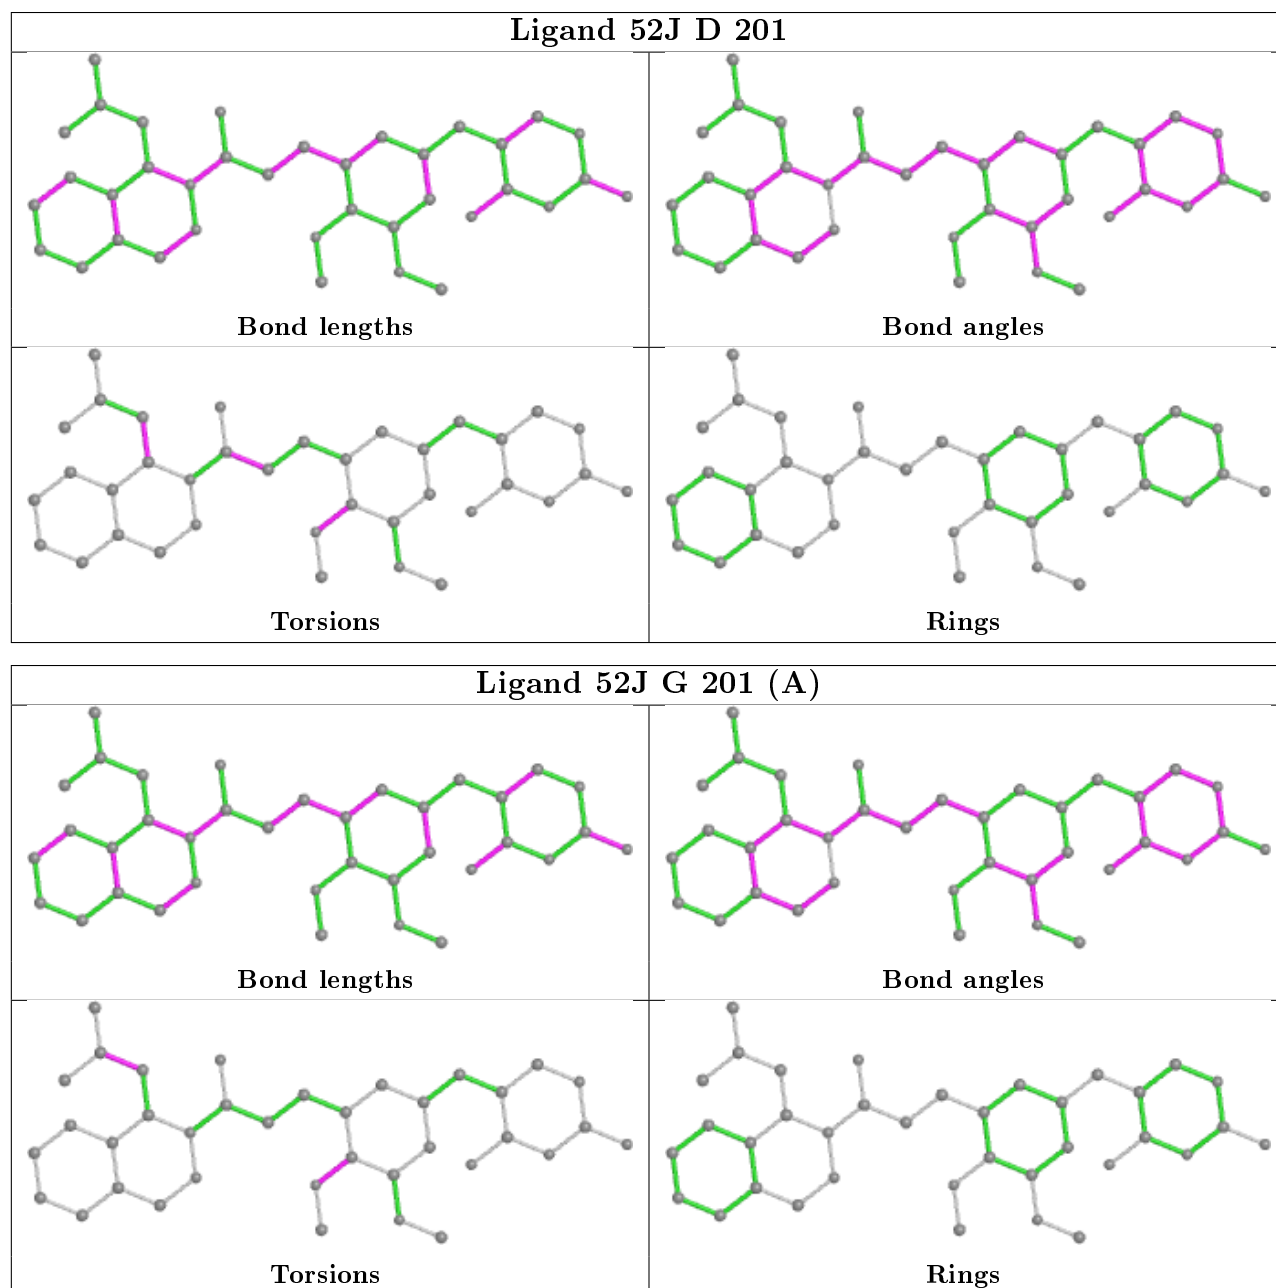 Ligand 52J D 201
Bond lengths
Bond angles
Torsions
Rings
Ligand 52J G 201 (A)
Bond lengths
Bond angles
Torsions
Rings